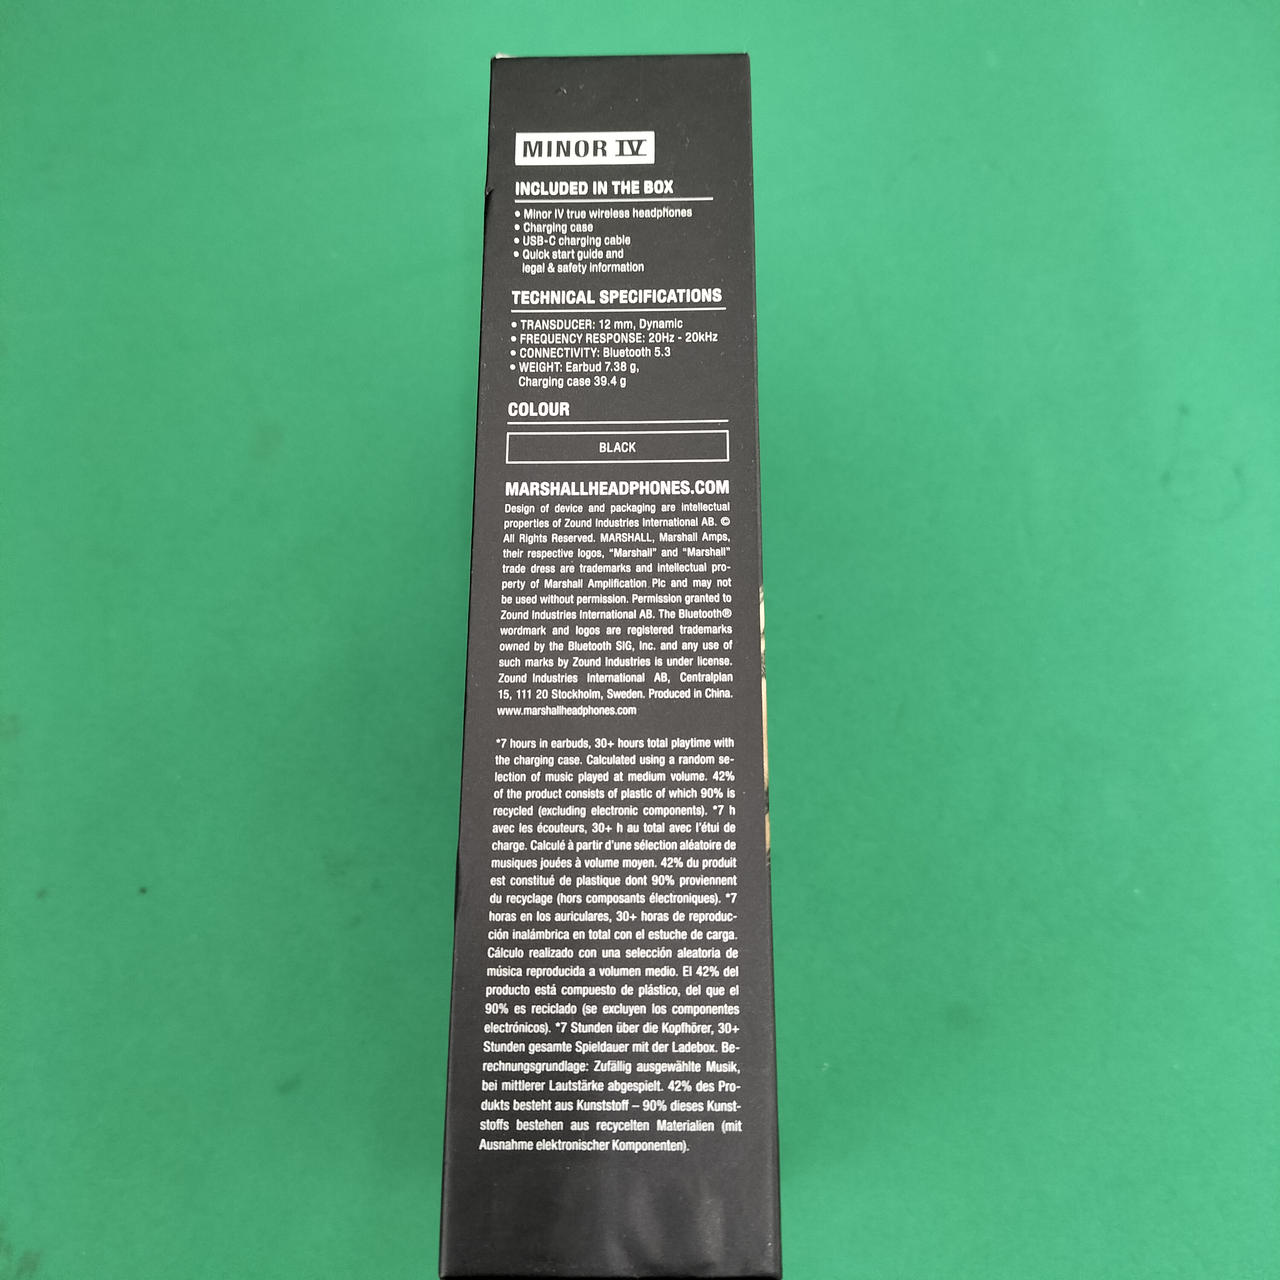 MINOR IV
INCLUDED IN THE BOX
• Minor IV true wireless headphones
• Charging case
• USB-C charging cable
• Quick start guide and
legal & safety information
TECHNICAL SPECIFICATIONS
• TRANSDUCER: 12 mm, Dynamic
• FREQUENCY RESPONSE: 20Hz - 20kHz
• CONNECTIVITY: Bluetooth 5.3
• WEIGHT: Earbud 7.38 g,
Charging case 39.4 g
COLOUR
BLACK
MARSHALLHEADPHONES.COM
Design of device and packaging are intellectual
properties of Zound Industries International AB. ©
All Rights Reserved. MARSHALL, Marshall Amps,
their respective logos, “Marshall” and “Marshall”
trade dress are trademarks and intellectual pro-
perty of Marshall Amplification Plc and may not
be used without permission. Permission granted to
Zound Industries International AB. The Bluetooth®
wordmark and logos are registered trademarks
owned by the Bluetooth SIG, Inc. and any use of
such marks by Zound Industries is under license.
Zound Industries International AB, Centralplan
15, 111 20 Stockholm, Sweden. Produced in China.
www.marshallheadphones.com
*7 hours in earbuds, 30+ hours total playtime with
the charging case. Calculated using a random se-
lection of music played at medium volume. 42%
of the product consists of plastic of which 90% is
recycled (excluding electronic components). *7 h
avec les écouteurs, 30+ h au total avec l'étui de
charge. Calculé à partir d'une sélection aléatoire de
musiques jouées à volume moyen. 42% du produit
est constitué de plastique dont 90% proviennent
du recyclage (hors composants électroniques). *7
horas en los auriculares, 30+ horas de reproduc-
ción inalámbrica en total con el estuche de carga.
Cálculo realizado con una selección aleatoria de
música reproducida a volumen medio. El 42% del
producto está compuesto de plástico, del que el
90% es reciclado (se excluyen los componentes
electrónicos). *7 Stunden über die Kopfhörer, 30+
Stunden gesamte Spieldauer mit der Ladebox. Be-
rechnungsgrundlage: Zufällig ausgewählte Musik,
bei mittlerer Lautstärke abgespielt. 42% des Pro-
dukts besteht aus Kunststoff – 90% dieses Kunst-
stoffs bestehen aus recycelten Materialien (mit
Ausnahme elektronischer Komponenten).